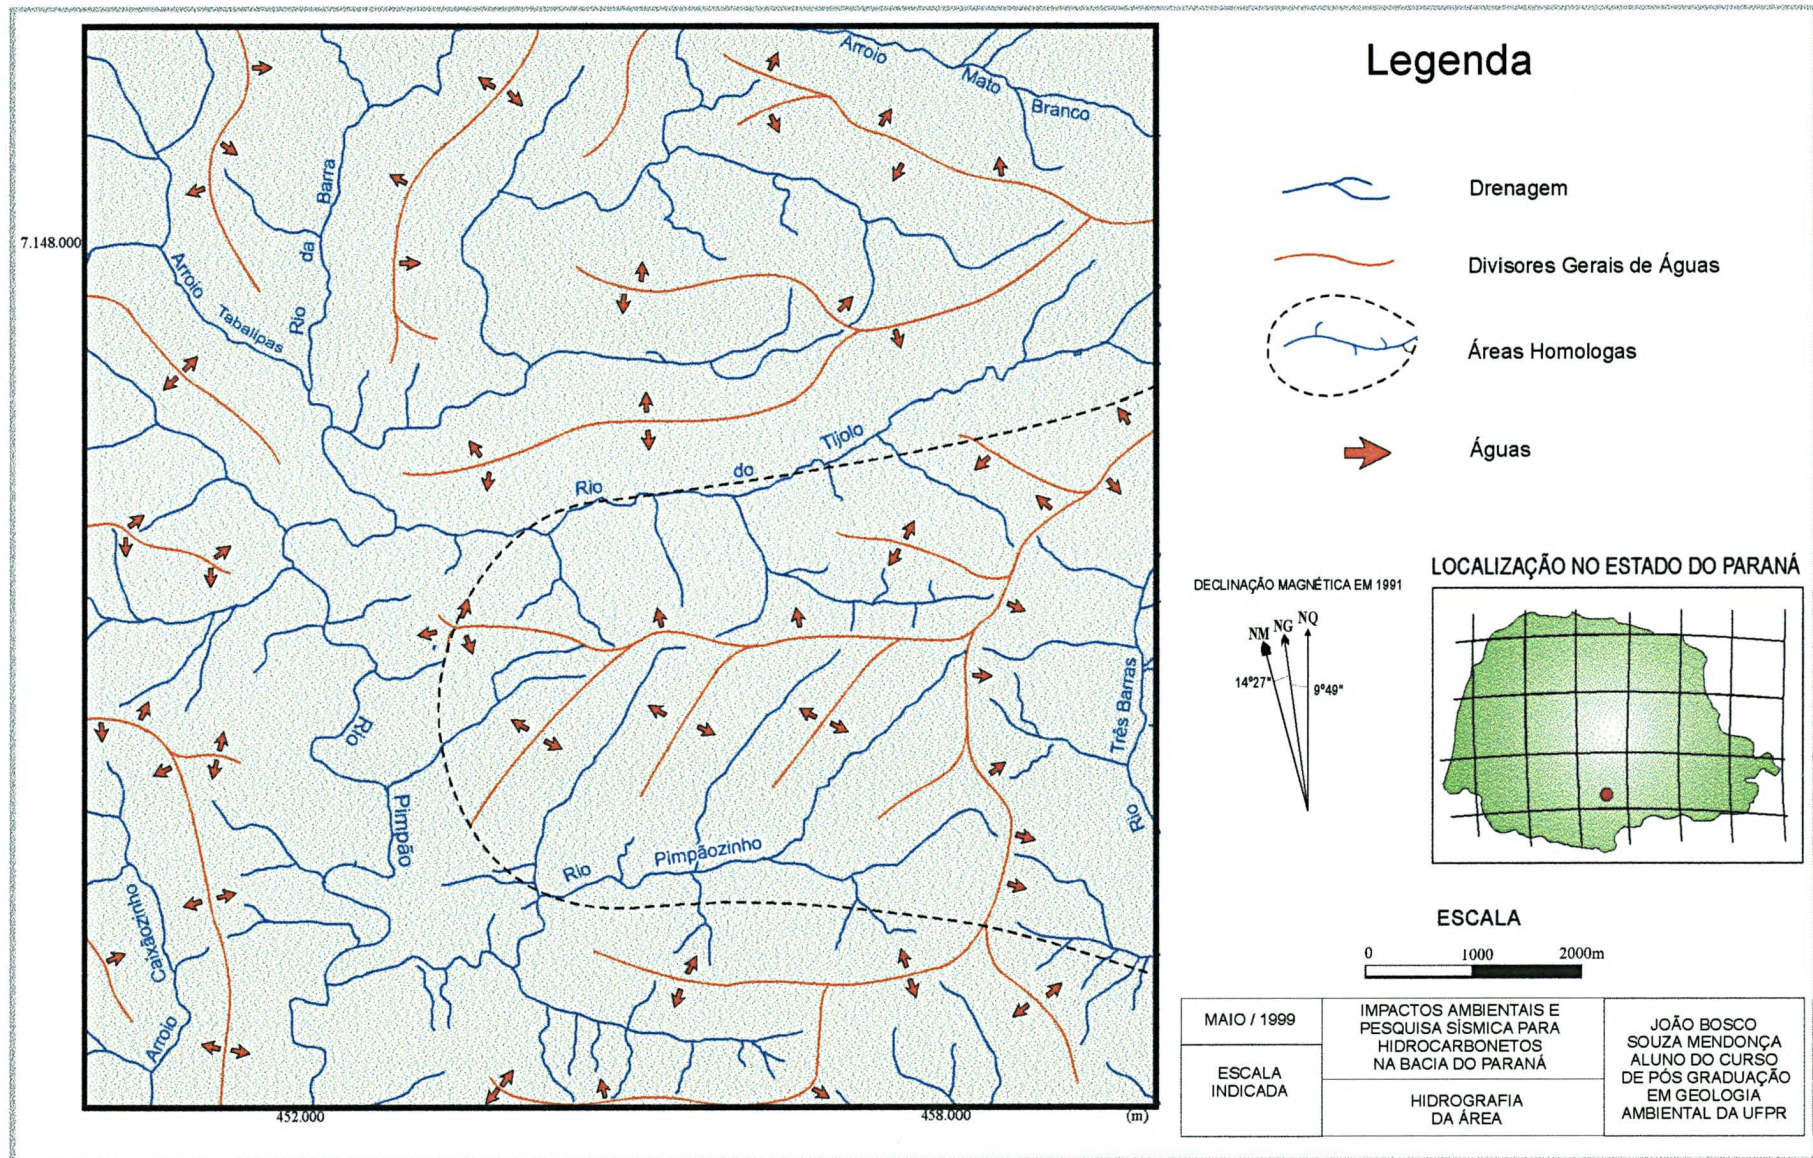 Arroio
Mato
Branco
Barra
da
Rio
7.148.000
Arroio
Tabalipas
Tijolo
do
Rio
Rio
Pimpão
Três Barras
Rio
Rio
Pimpãozinho
Caixãozinho
Arroio
452.000
458.000
(m)
Legenda
Drenagem
Divisores Gerais de Águas
Áreas Homologas
Águas
DECLINAÇÃO MAGNÉTICA EM 1991
NM NG NQ
14°27" 9°49"
LOCALIZAÇÃO NO ESTADO DO PARANÁ
ESCALA
0 1000 2000m
MAIO / 1999
ESCALA
INDICADA
IMPACTOS AMBIENTAIS E
PESQUISA SÍSMICA PARA
HIDROCARBONETOS
NA BACIA DO PARANÁ
HIDROGRAFIA
DA ÁREA
JOÃO BOSCO
SOUZA MENDONÇA
ALUNO DO CURSO
DE PÓS GRADUAÇÃO
EM GEOLOGIA
AMBIENTAL DA UFPR